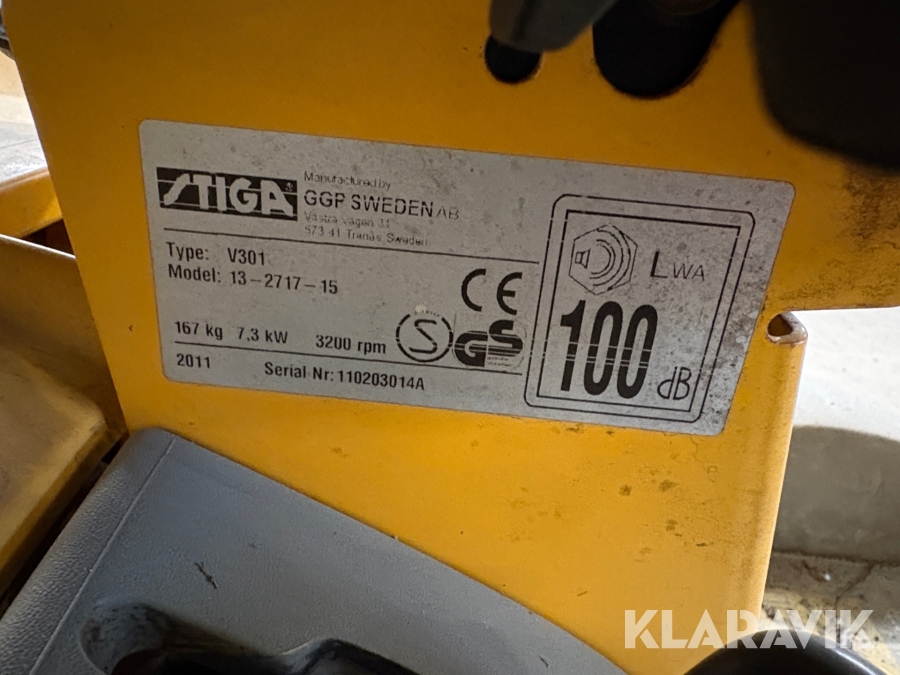 STIGA
Manufactured by
GGP SWEDEN AB
Västra vägen 31
573 41 Tranås, Sweden
Type: V301
Model: 13-2717-15
167 kg 7,3 kW 3200 rpm
2011 Serial Nr: 110203014A
CE
S
GS
LWA
100 dB
KLARAVIK